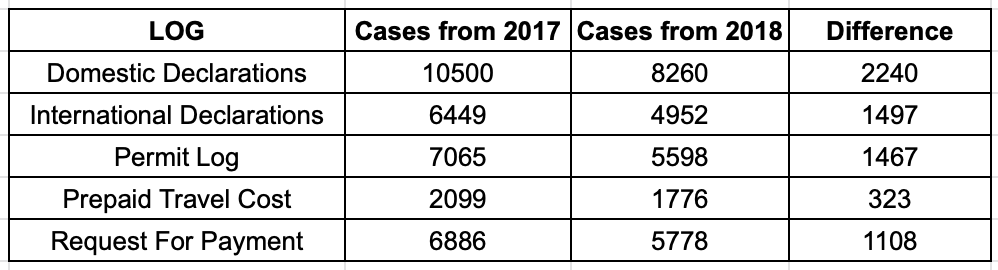 LOG Cases from 2017 Cases from 2018 Difference
Domestic Declarations 10500 8260 2240
International Declarations 6449 4952 1497
Permit Log 7065 5598 1467
Prepaid Travel Cost 2099 1776 323
Request For Payment 6886 5778 1108